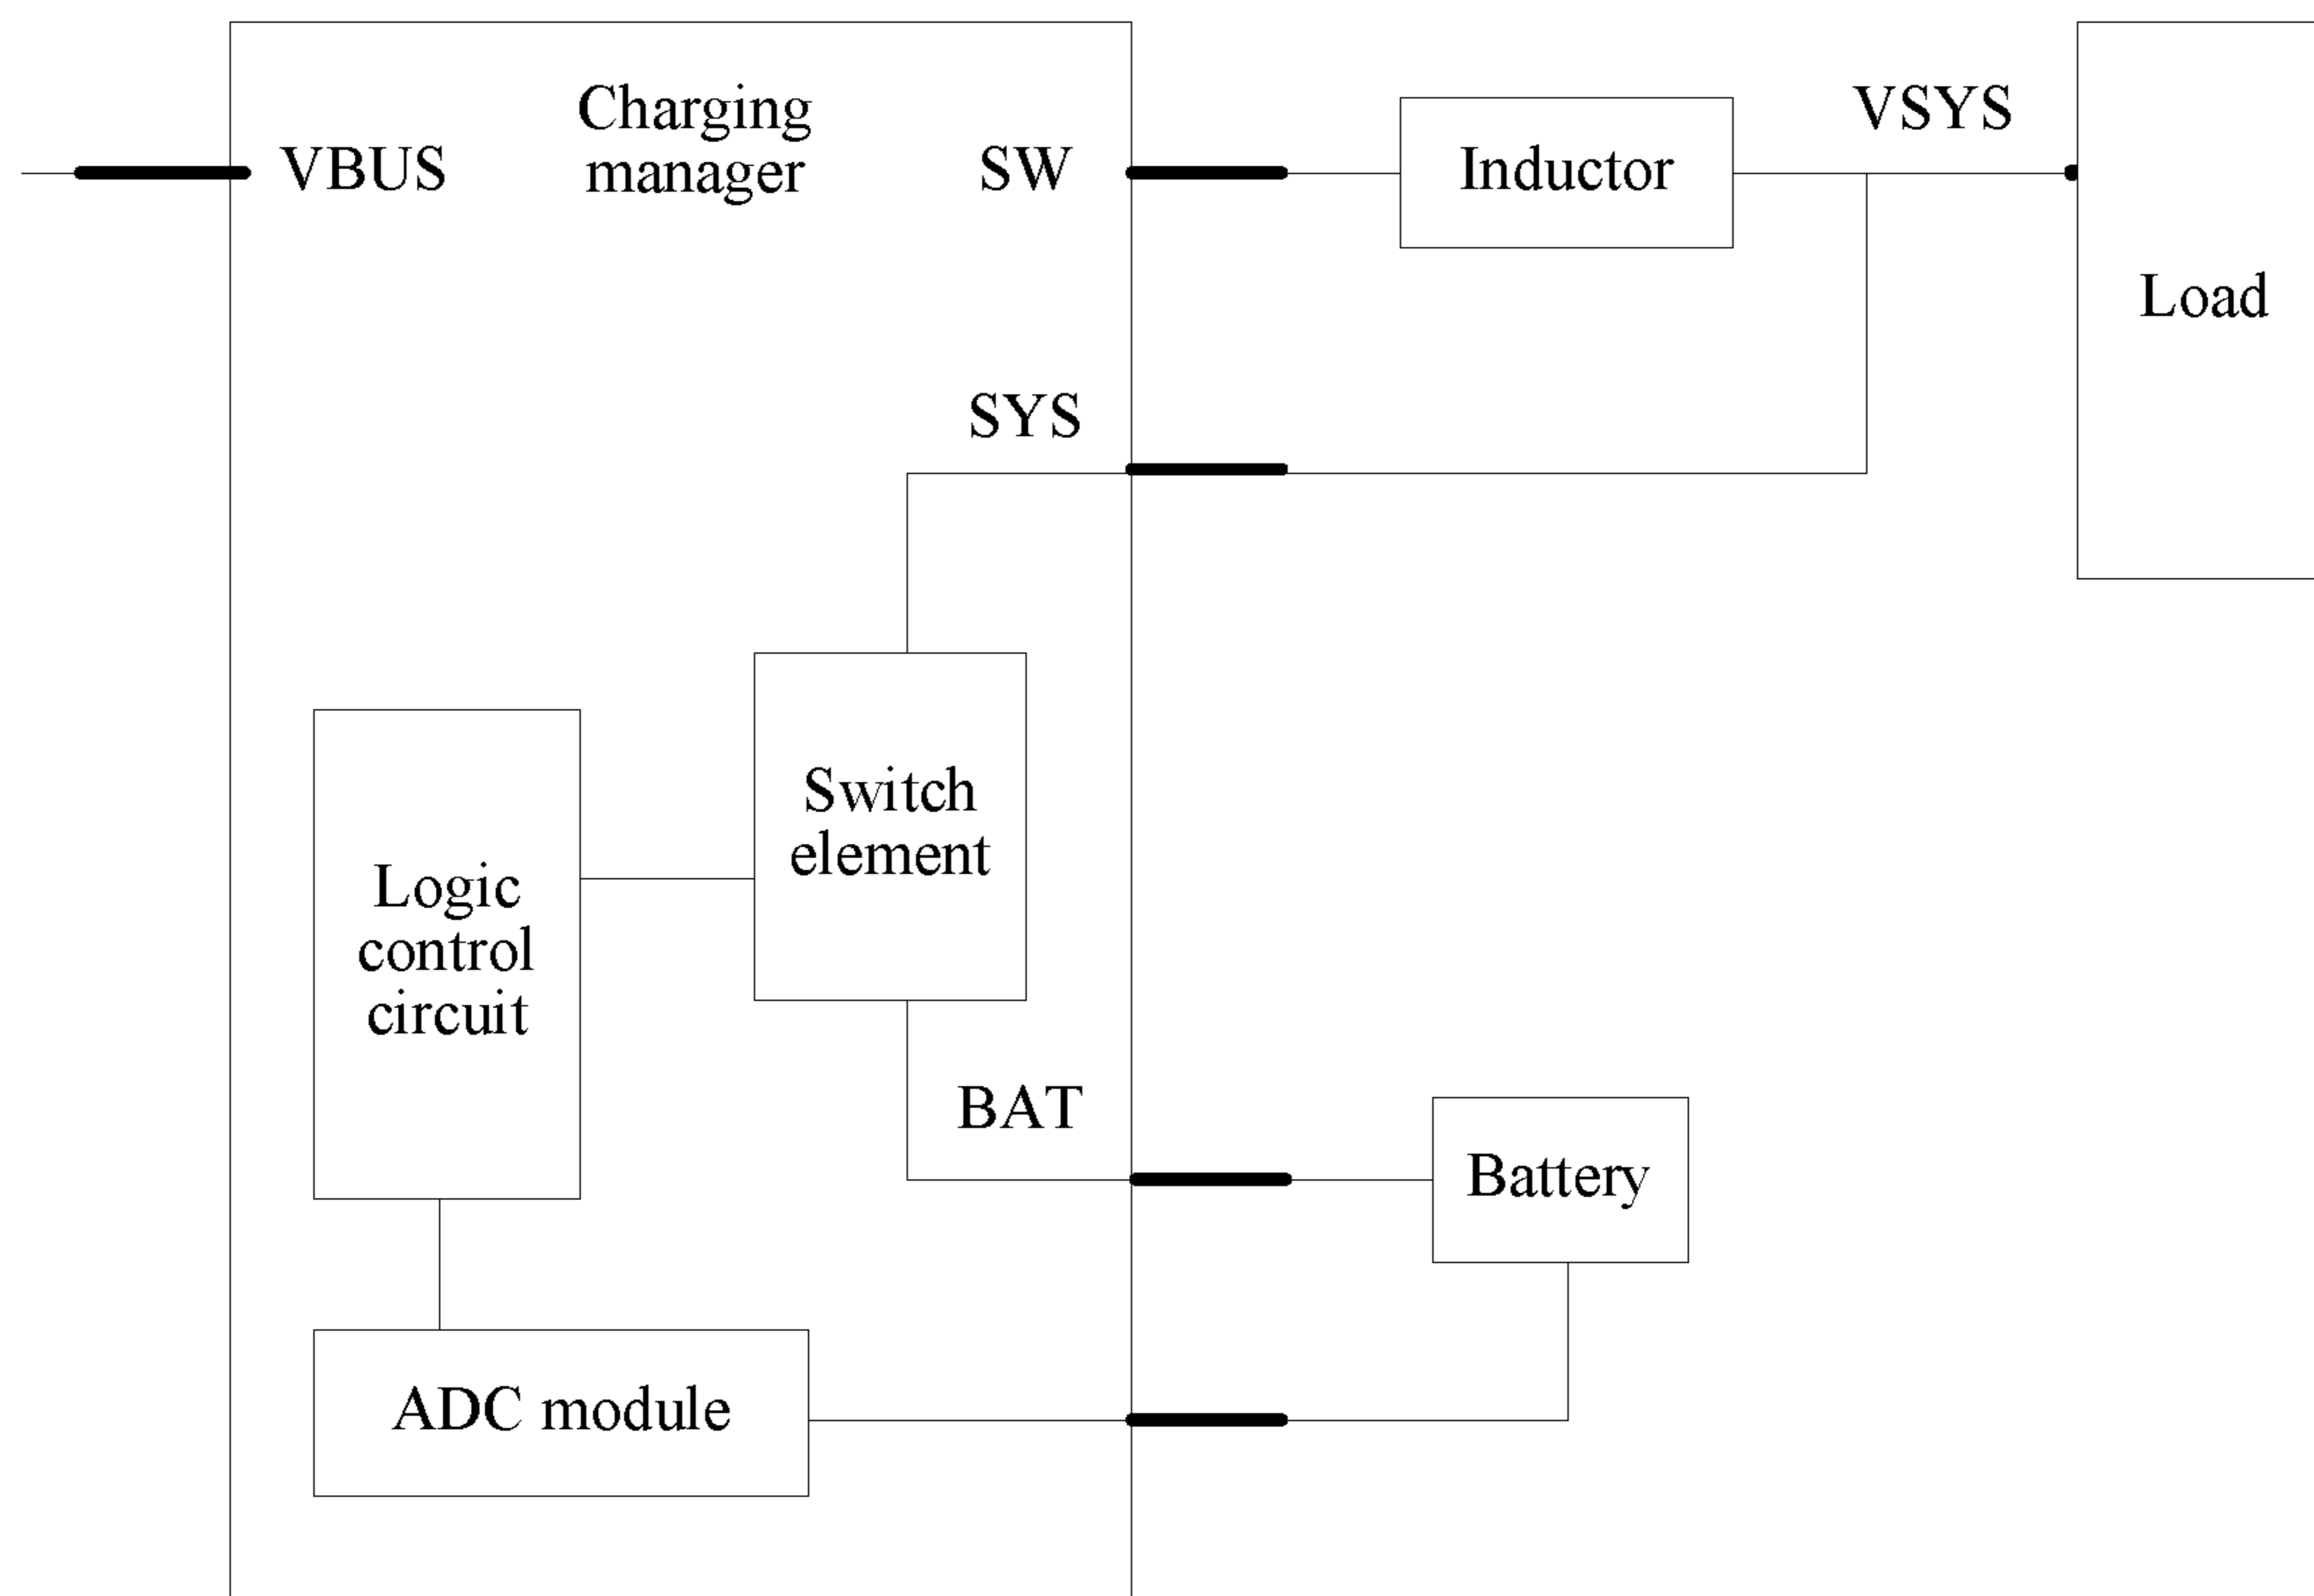 Charging
manager
VBUS
SW
Inductor
VSYS
Load
SYS
Switch
element
Logic
control
circuit
BAT
Battery
ADC module